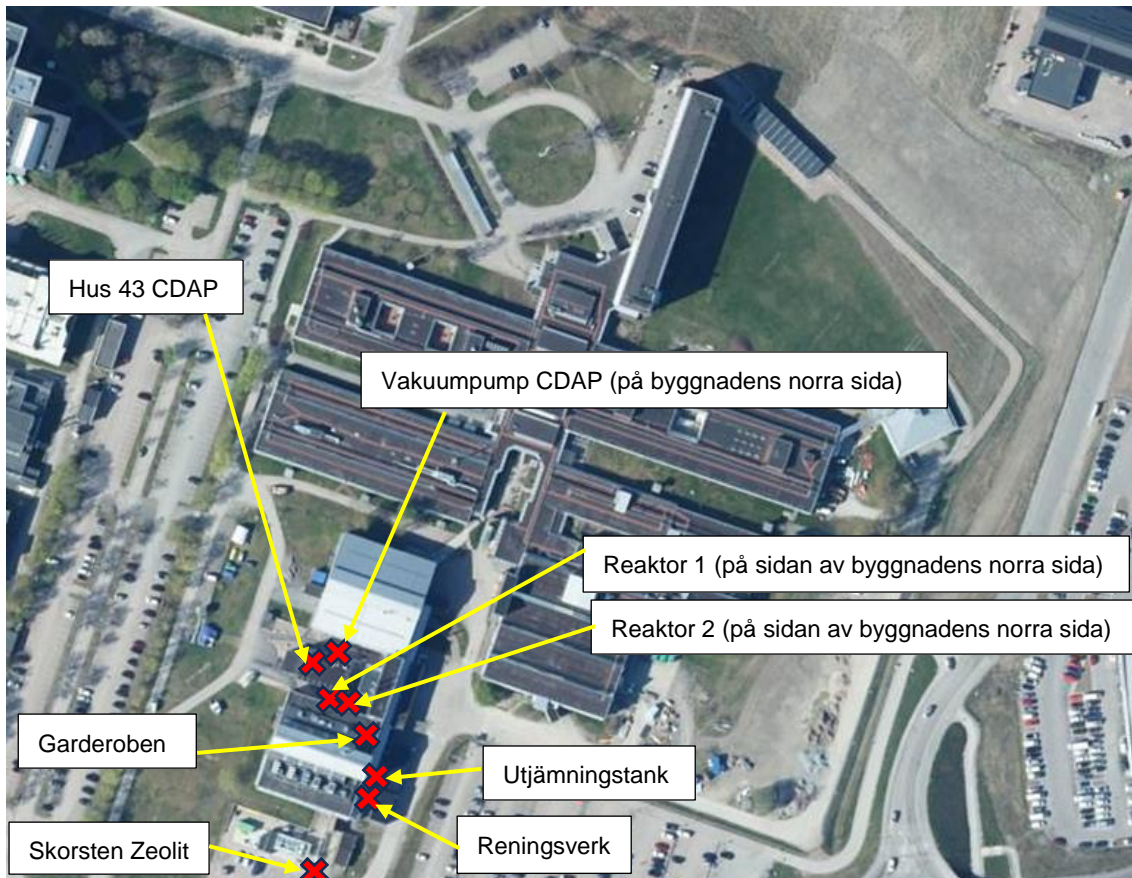 Hus 43 CDAP
Vakuumpump CDAP (på byggnadens norra sida)
Reaktor 1 (på sidan av byggnadens norra sida)
Reaktor 2 (på sidan av byggnadens norra sida)
Garderoben
Utjämningstank
Skorsten Zeolit
Reningsverk